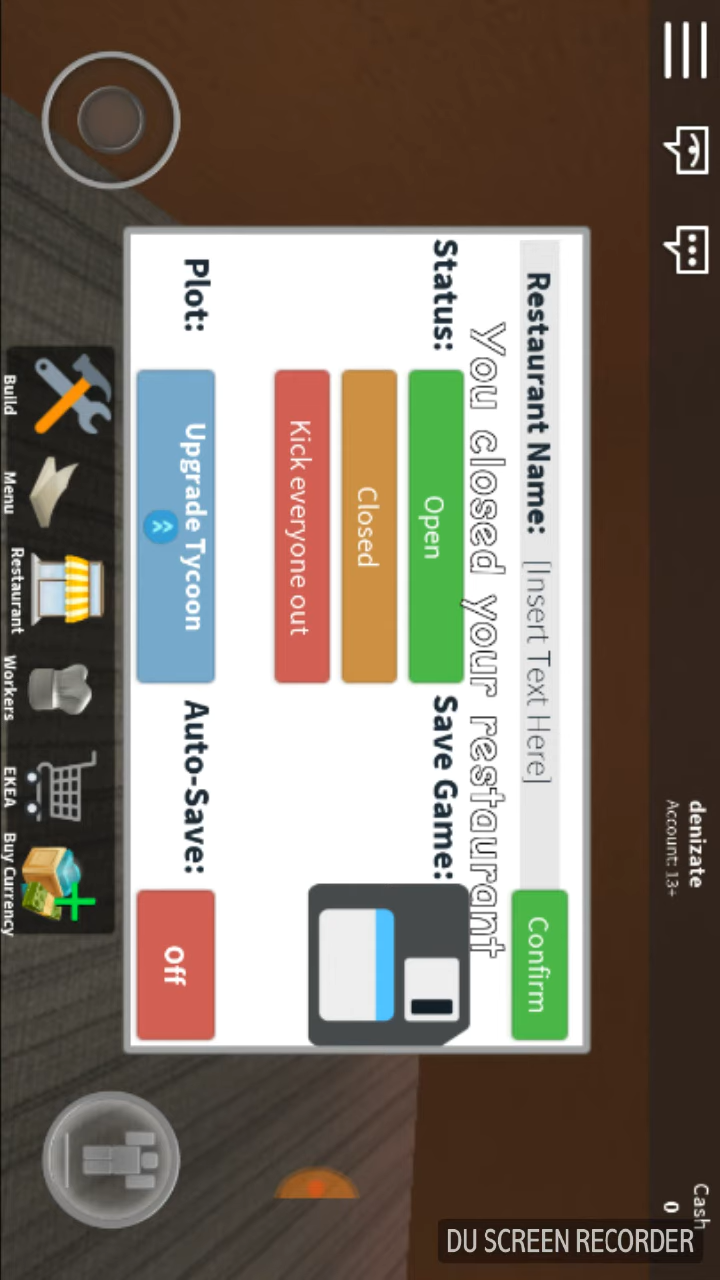 denizate
Account: 13+
Cash
0
Restaurant Name: [Insert Text Here]
Confirm
You closed your restaurant
Status:
Open
Closed
Kick everyone out
Save Game:
Plot:
Upgrade Tycoon
Auto-Save:
Off
Build
Menu
Restaurant
Workers
EKEA
Buy Currency
DU SCREEN RECORDER